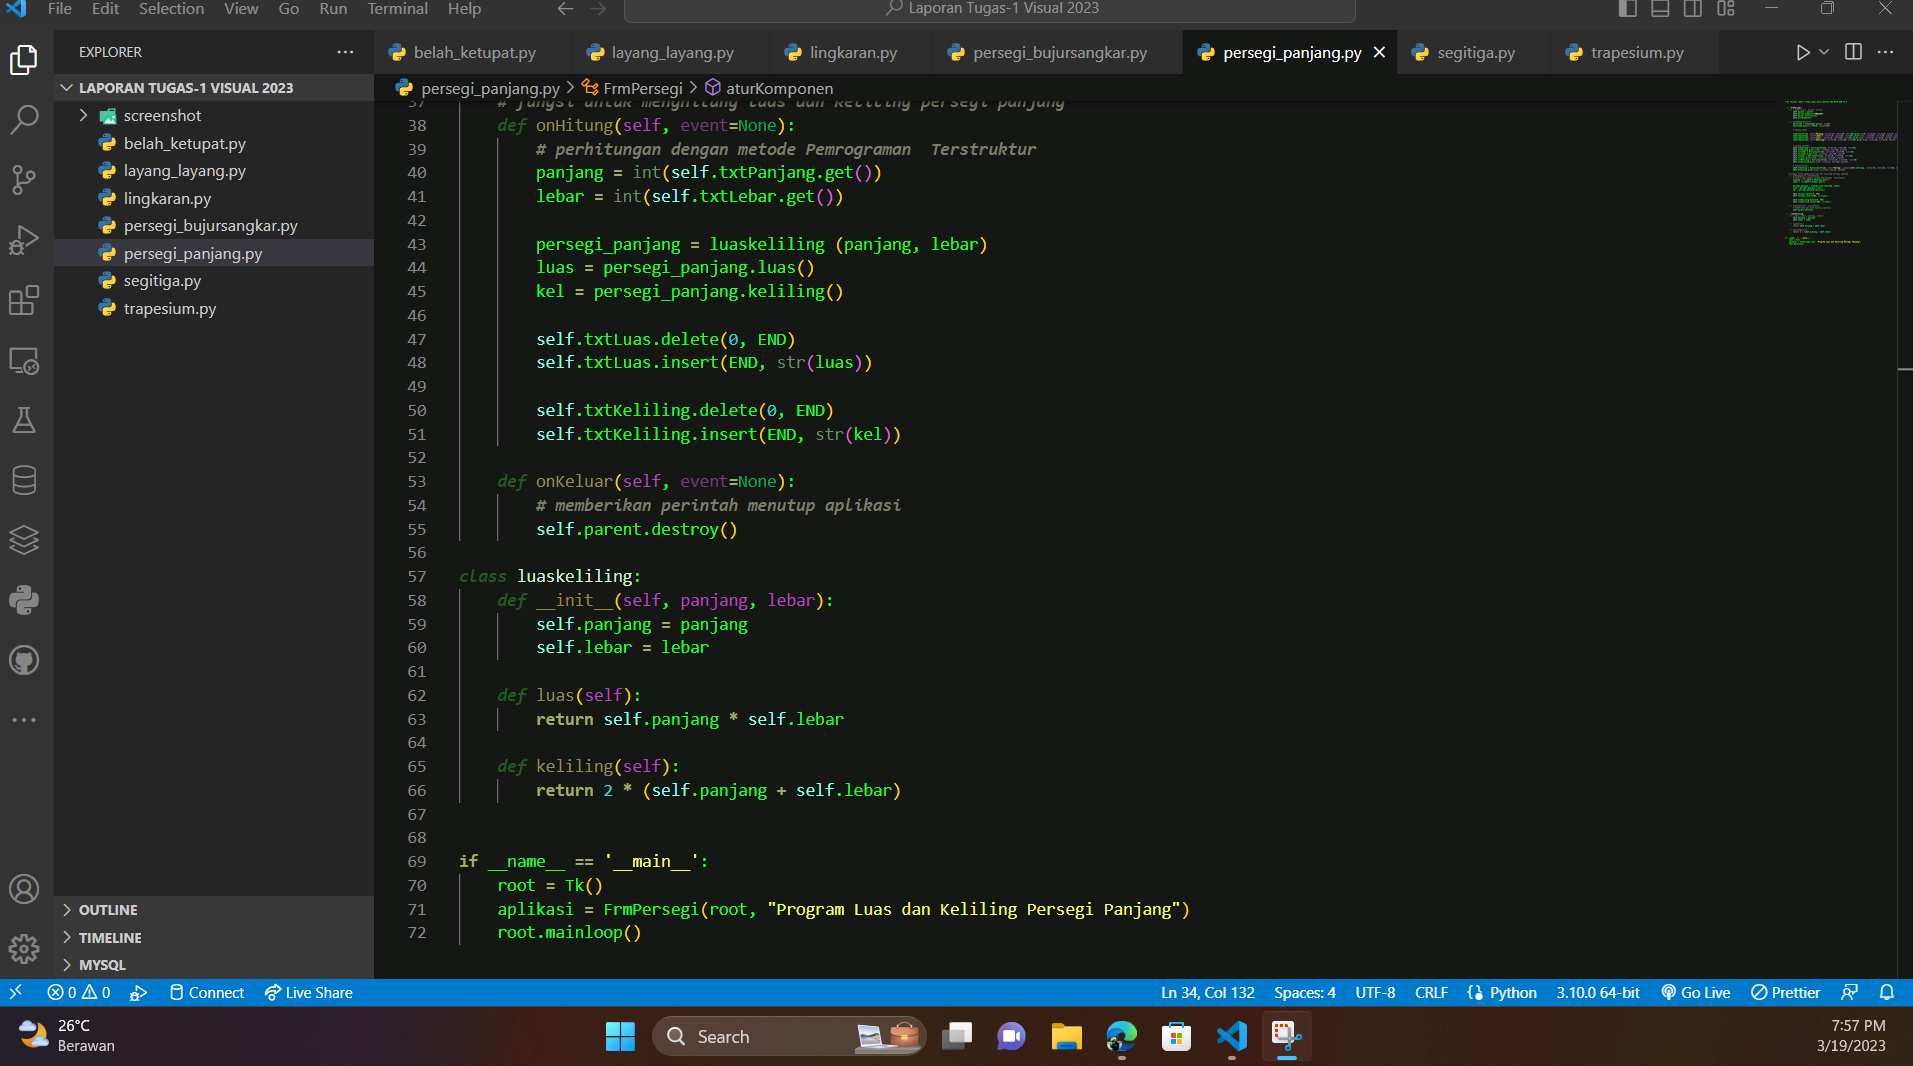 File Edit Selection View Go Run Terminal Help
Laporan Tugas-1 Visual 2023
EXPLORER
belah_ketupat.py layang_layang.py lingkaran.py persegi_bujursangkar.py persegi_panjang.py segitiga.py trapesium.py
LAPORAN TUGAS-1 VISUAL 2023
screenshot
belah_ketupat.py
layang_layang.py
lingkaran.py
persegi_bujursangkar.py
persegi_panjang.py
segitiga.py
trapesium.py
OUTLINE
TIMELINE
MYSQL
persegi_panjang.py > FrmPersegi > aturKomponen
37 # fungsi untuk menghitung luas dan keliling persegi panjang
38 def onHitung(self, event=None):
39 # perhitungan dengan metode Pemrograman  Terstruktur
40 panjang = int(self.txtPanjang.get())
41 lebar = int(self.txtLebar.get())
42
43 persegi_panjang = luaskeliling (panjang, lebar)
44 luas = persegi_panjang.luas()
45 kel = persegi_panjang.keliling()
46
47 self.txtLuas.delete(0, END)
48 self.txtLuas.insert(END, str(luas))
49
50 self.txtKeliling.delete(0, END)
51 self.txtKeliling.insert(END, str(kel))
52
53 def onKeluar(self, event=None):
54 # memberikan perintah menutup aplikasi
55 self.parent.destroy()
56
57 class luaskeliling:
58 def __init__(self, panjang, lebar):
59 self.panjang = panjang
60 self.lebar = lebar
61
62 def luas(self):
63 return self.panjang * self.lebar
64
65 def keliling(self):
66 return 2 * (self.panjang + self.lebar)
67
68
69 if __name__ == '__main__':
70 root = Tk()
71 aplikasi = FrmPersegi(root, "Program Luas dan Keliling Persegi Panjang")
72 root.mainloop()
0 0 Connect Live Share
Ln 34, Col 132 Spaces: 4 UTF-8 CRLF Python 3.10.0 64-bit Go Live Prettier
26°C
Berawan
Search
7:57 PM
3/19/2023